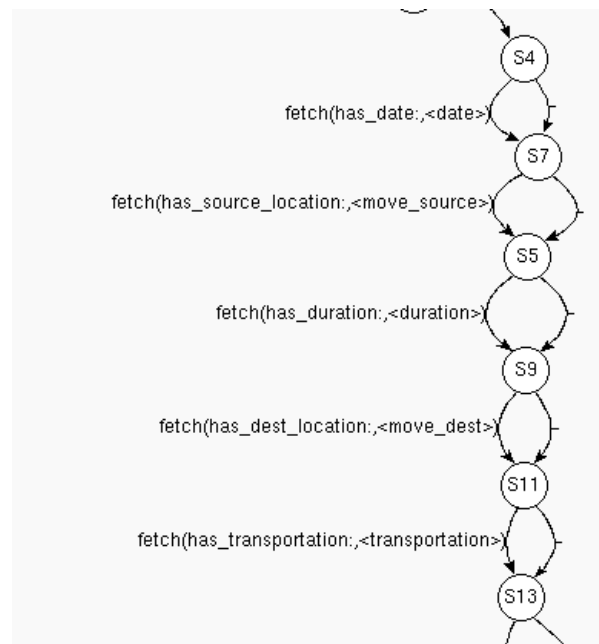 S4
fetch(has_date:,<date>)
S7
fetch(has_source_location:,<move_source>)
S5
fetch(has_duration:,<duration>)
S9
fetch(has_dest_location:,<move_dest>)
S11
fetch(has_transportation:,<transportation>)
S13